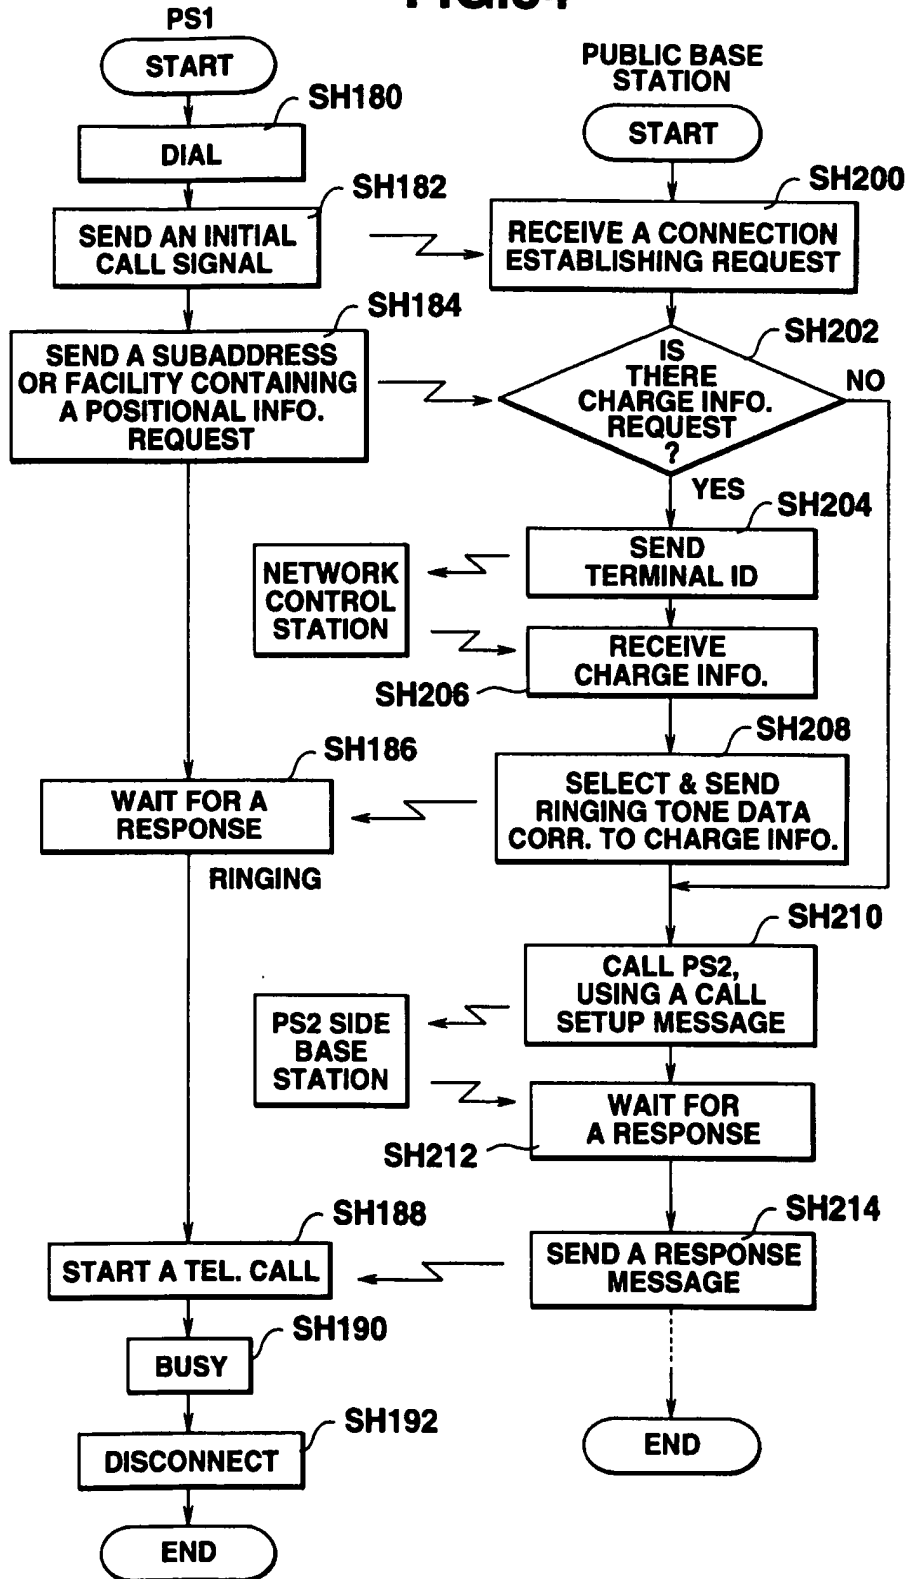 PS1
START
SH180
DIAL
SH182
SEND AN INITIAL
CALL SIGNAL
SH184
SEND A SUBADDRESS
OR FACILITY CONTAINING
A POSITIONAL INFO.
REQUEST
SH186
WAIT FOR A
RESPONSE
RINGING
SH188
START A TEL. CALL
SH190
BUSY
SH192
DISCONNECT
END
PUBLIC BASE
STATION
START
SH200
RECEIVE A CONNECTION
ESTABLISHING REQUEST
SH202
IS
THERE
CHARGE INFO.
REQUEST
?
NO
YES
SH204
SEND
TERMINAL ID
NETWORK
CONTROL
STATION
RECEIVE
CHARGE INFO.
SH206
SH208
SELECT & SEND
RINGING TONE DATA
CORR. TO CHARGE INFO.
SH210
CALL PS2,
USING A CALL
SETUP MESSAGE
PS2 SIDE
BASE
STATION
WAIT FOR
A RESPONSE
SH212
SH214
SEND A RESPONSE
MESSAGE
END